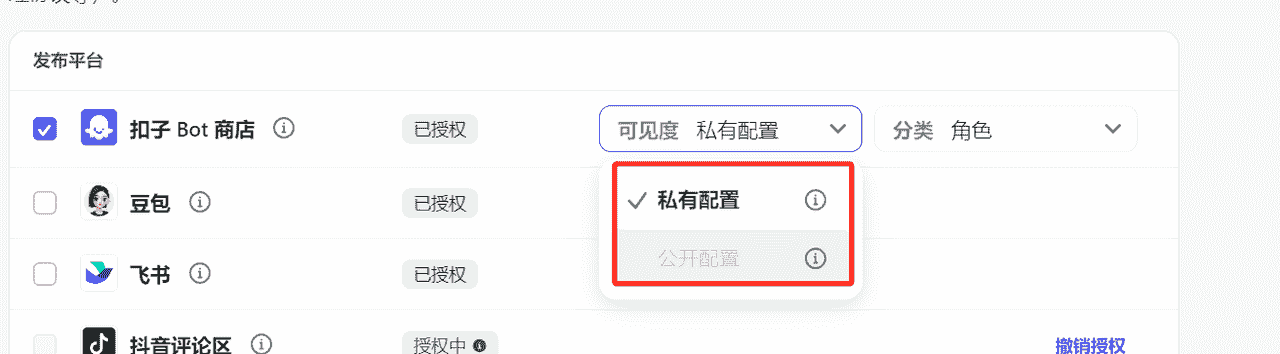 发布平台
扣子 Bot 商店 已授权 可见度 私有配置 分类 角色
私有配置
豆包 已授权
公开配置
飞书 已授权
抖音评论区 授权中 撤销授权